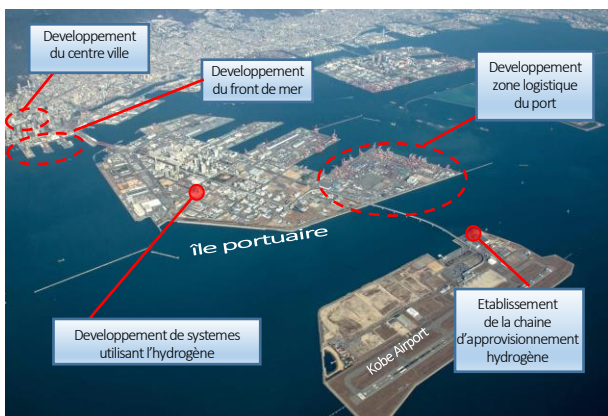 Developpement
du centre ville
Developpement
du front de mer
Developpement
zone logistique
du port
île portuaire
Developpement de systemes
utilisant l'hydrogène
Kobe Airport
Etablissement
de la chaine
d'approvisionnement
hydrogène